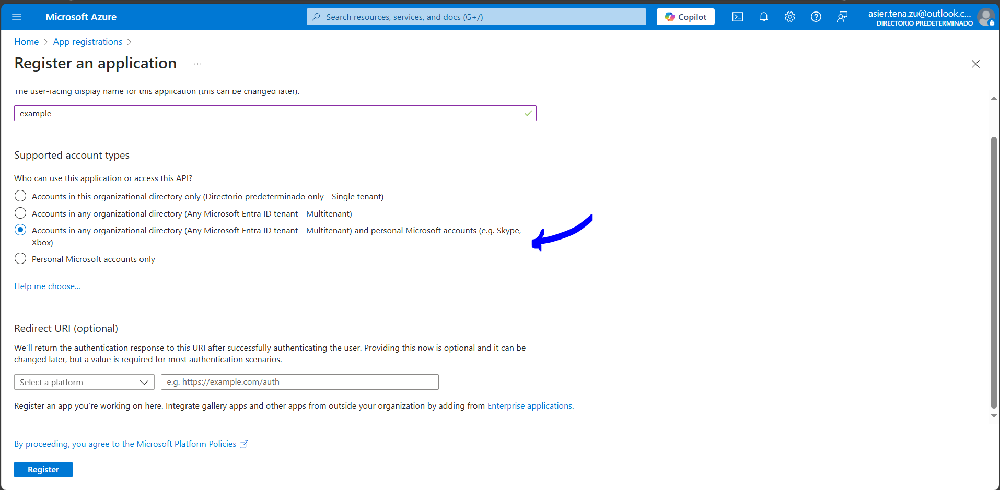 Microsoft Azure
Search resources, services, and docs (G+/)
Copilot
asier.tena.zu@outlook.c...
DIRECTORIO PREDETERMINADO
Home
App registrations
Register an application
...
The user-facing display name for this application (this can be changed later).
example
Supported account types
Who can use this application or access this API?
Accounts in this organizational directory only (Directorio predeterminado only - Single tenant)
Accounts in any organizational directory (Any Microsoft Entra ID tenant - Multitenant)
Accounts in any organizational directory (Any Microsoft Entra ID tenant - Multitenant) and personal Microsoft accounts (e.g. Skype,
Xbox)
Personal Microsoft accounts only
Help me choose...
Redirect URI (optional)
We’ll return the authentication response to this URI after successfully authenticating the user. Providing this now is optional and it can be
changed later, but a value is required for most authentication scenarios.
Select a platform
e.g. https://example.com/auth
Register an app you’re working on here. Integrate gallery apps and other apps from outside your organization by adding from Enterprise applications.
By proceeding, you agree to the Microsoft Platform Policies
Register